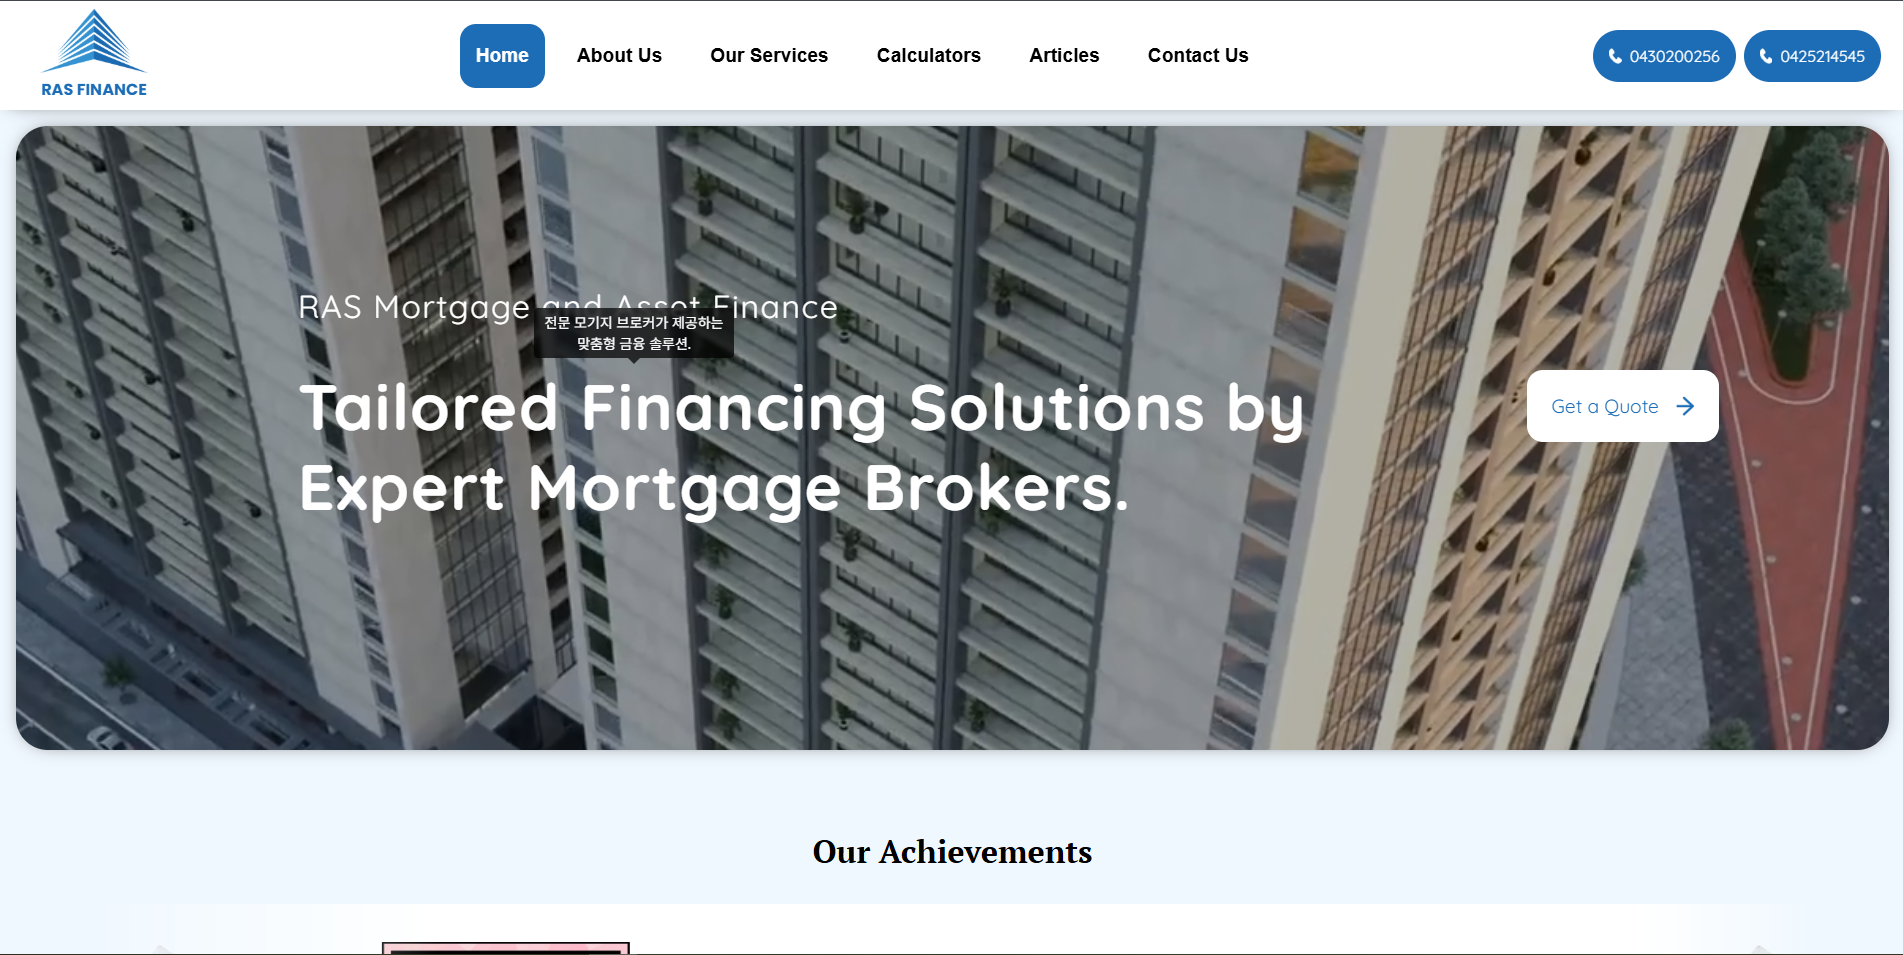 RAS FINANCE
Home
About Us
Our Services
Calculators
Articles
Contact Us
0430200256
0425214545
RAS Mortgage and Asset Finance
전문 모기지 브로커가 제공하는
맞춤형 금융 솔루션.
Tailored Financing Solutions by
Expert Mortgage Brokers.
Get a Quote
Our Achievements